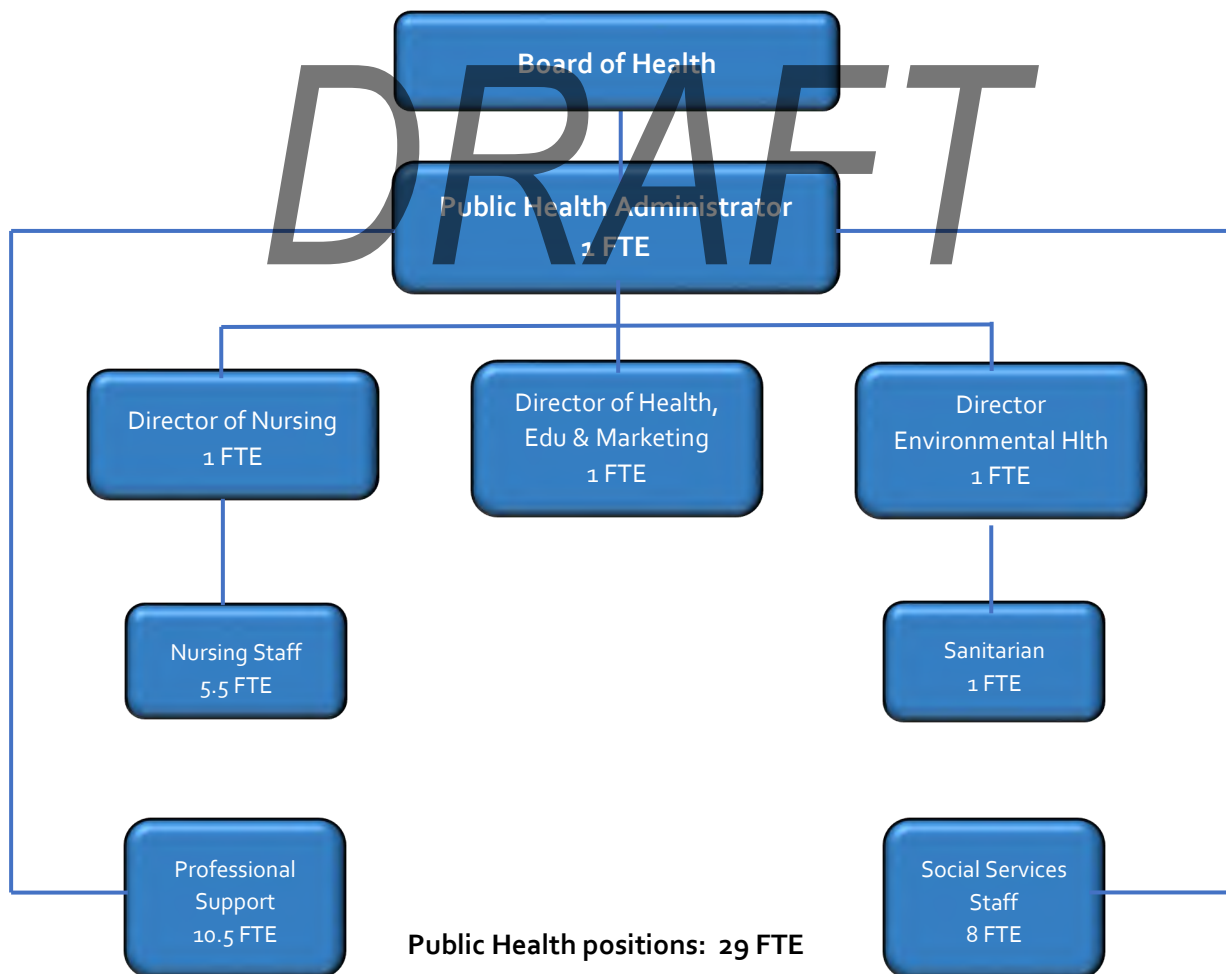 Board of Health
DRAFT
Public Health Administrator
1 FTE
Director of Nursing
1 FTE
Director of Health,
Edu & Marketing
1 FTE
Director
Environmental Hlth
1 FTE
Nursing Staff
5.5 FTE
Sanitarian
1 FTE
Professional
Support
10.5 FTE
Social Services
Staff
8 FTE
Public Health positions: 29 FTE